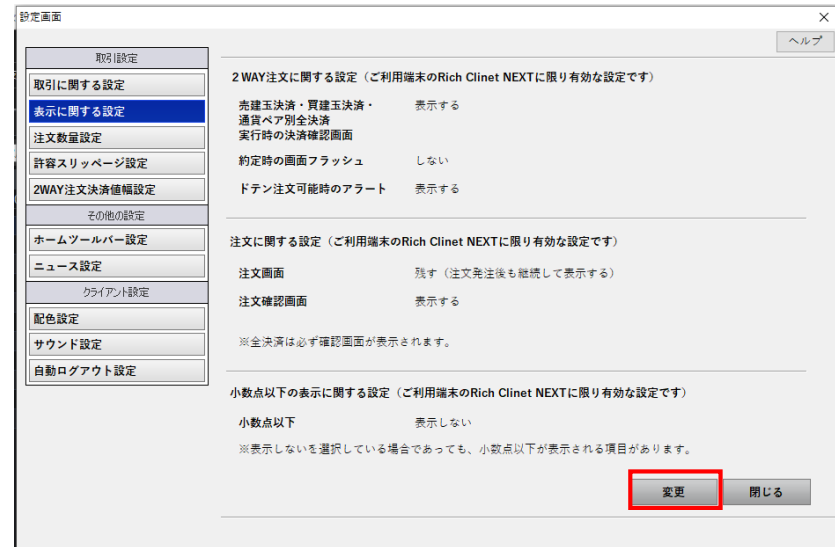 設定画面
ヘルプ
取引設定
取引に関する設定
表示に関する設定
注文数量設定
許容スリッページ設定
2WAY注文決済値幅設定
その他の設定
ホームツールバー設定
ニュース設定
クライアント設定
配色設定
サウンド設定
自動ログアウト設定
2WAY注文に関する設定（ご利用端末のRich Clinet NEXTに限り有効な設定です）
売建玉決済・買建玉決済・ 表示する
通貨ペア別全決済
実行時の決済確認画面
約定時の画面フラッシュ しない
ドテン注文可能時のアラート 表示する
注文に関する設定（ご利用端末のRich Clinet NEXTに限り有効な設定です）
注文画面 残す（注文発注後も継続して表示する）
注文確認画面 表示する
※全決済は必ず確認画面が表示されます。
小数点以下の表示に関する設定（ご利用端末のRich Clinet NEXTに限り有効な設定です）
小数点以下 表示しない
※表示しないを選択している場合であっても、小数点以下が表示される項目があります。
変更 閉じる